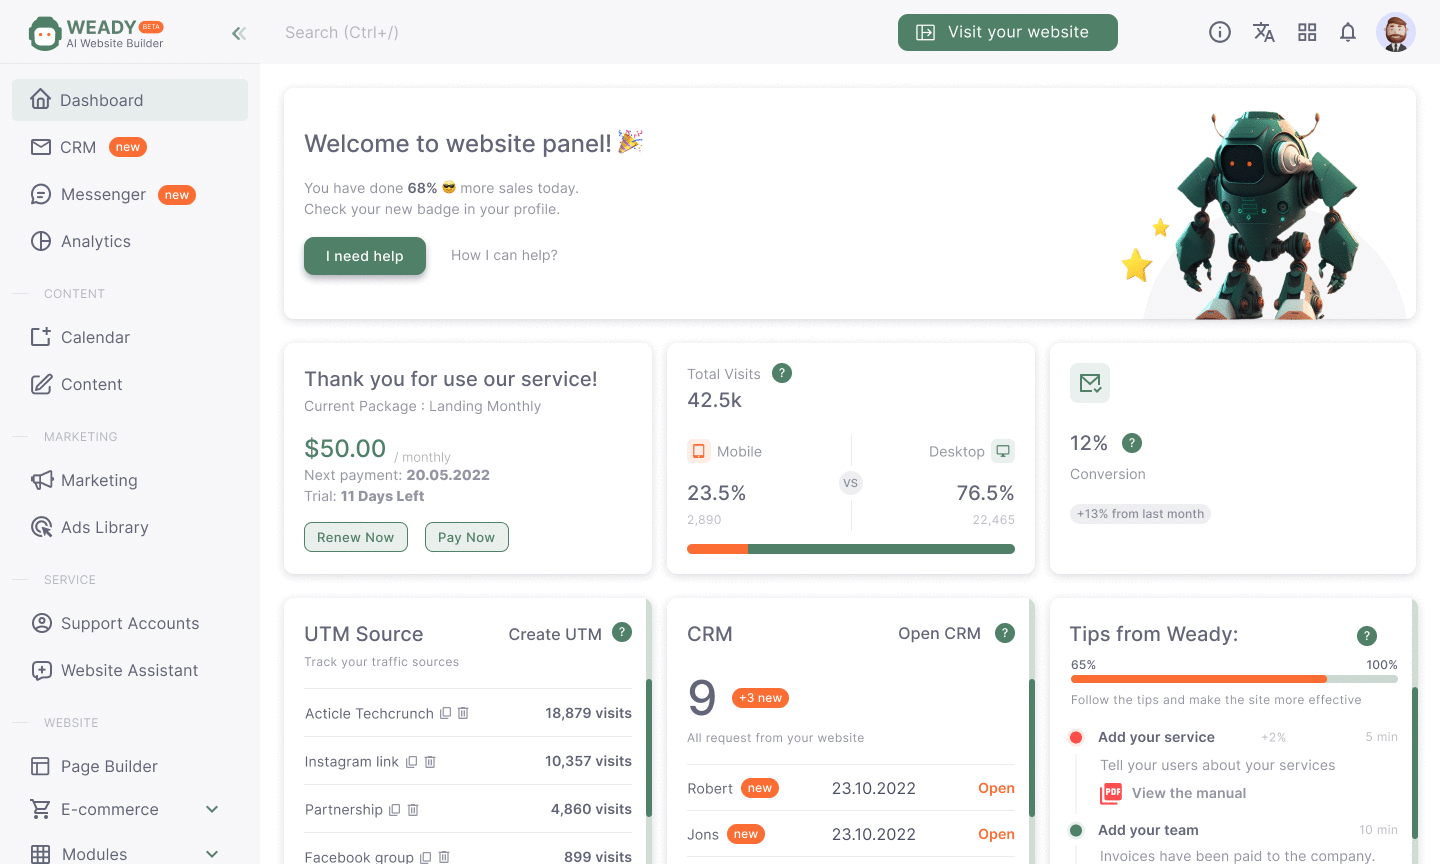 WEADY BETA
AI Website Builder
Search (Ctrl+/)
Visit your website
Dashboard
CRM new
Messenger new
Analytics
CONTENT
Calendar
Content
MARKETING
Marketing
Ads Library
SERVICE
Support Accounts
Website Assistant
WEBSITE
Page Builder
E-commerce
Modules
Welcome to website panel! 🎉
You have done 68% 😎 more sales today.
Check your new badge in your profile.
I need help
How I can help?
Thank you for use our service!
Current Package : Landing Monthly
$50.00 / monthly
Next payment: 20.05.2022
Trial: 11 Days Left
Renew Now
Pay Now
Total Visits ?
42.5k
Mobile
Desktop
VS
23.5%
76.5%
2,890
22,465
12% ?
Conversion
+13% from last month
UTM Source
Create UTM ?
Track your traffic sources
Acticle Techcrunch
18,879 visits
Instagram link
10,357 visits
Partnership
4,860 visits
Facebook group
899 visits
CRM
Open CRM ?
9 +3 new
All request from your website
Robert new 23.10.2022 Open
Jons new 23.10.2022 Open
Tips from Weady: ?
65% 100%
Follow the tips and make the site more effective
Add your service +2% 5 min
Tell your users about your services
PDF View the manual
Add your team 10 min
Invoices have been paid to the company.